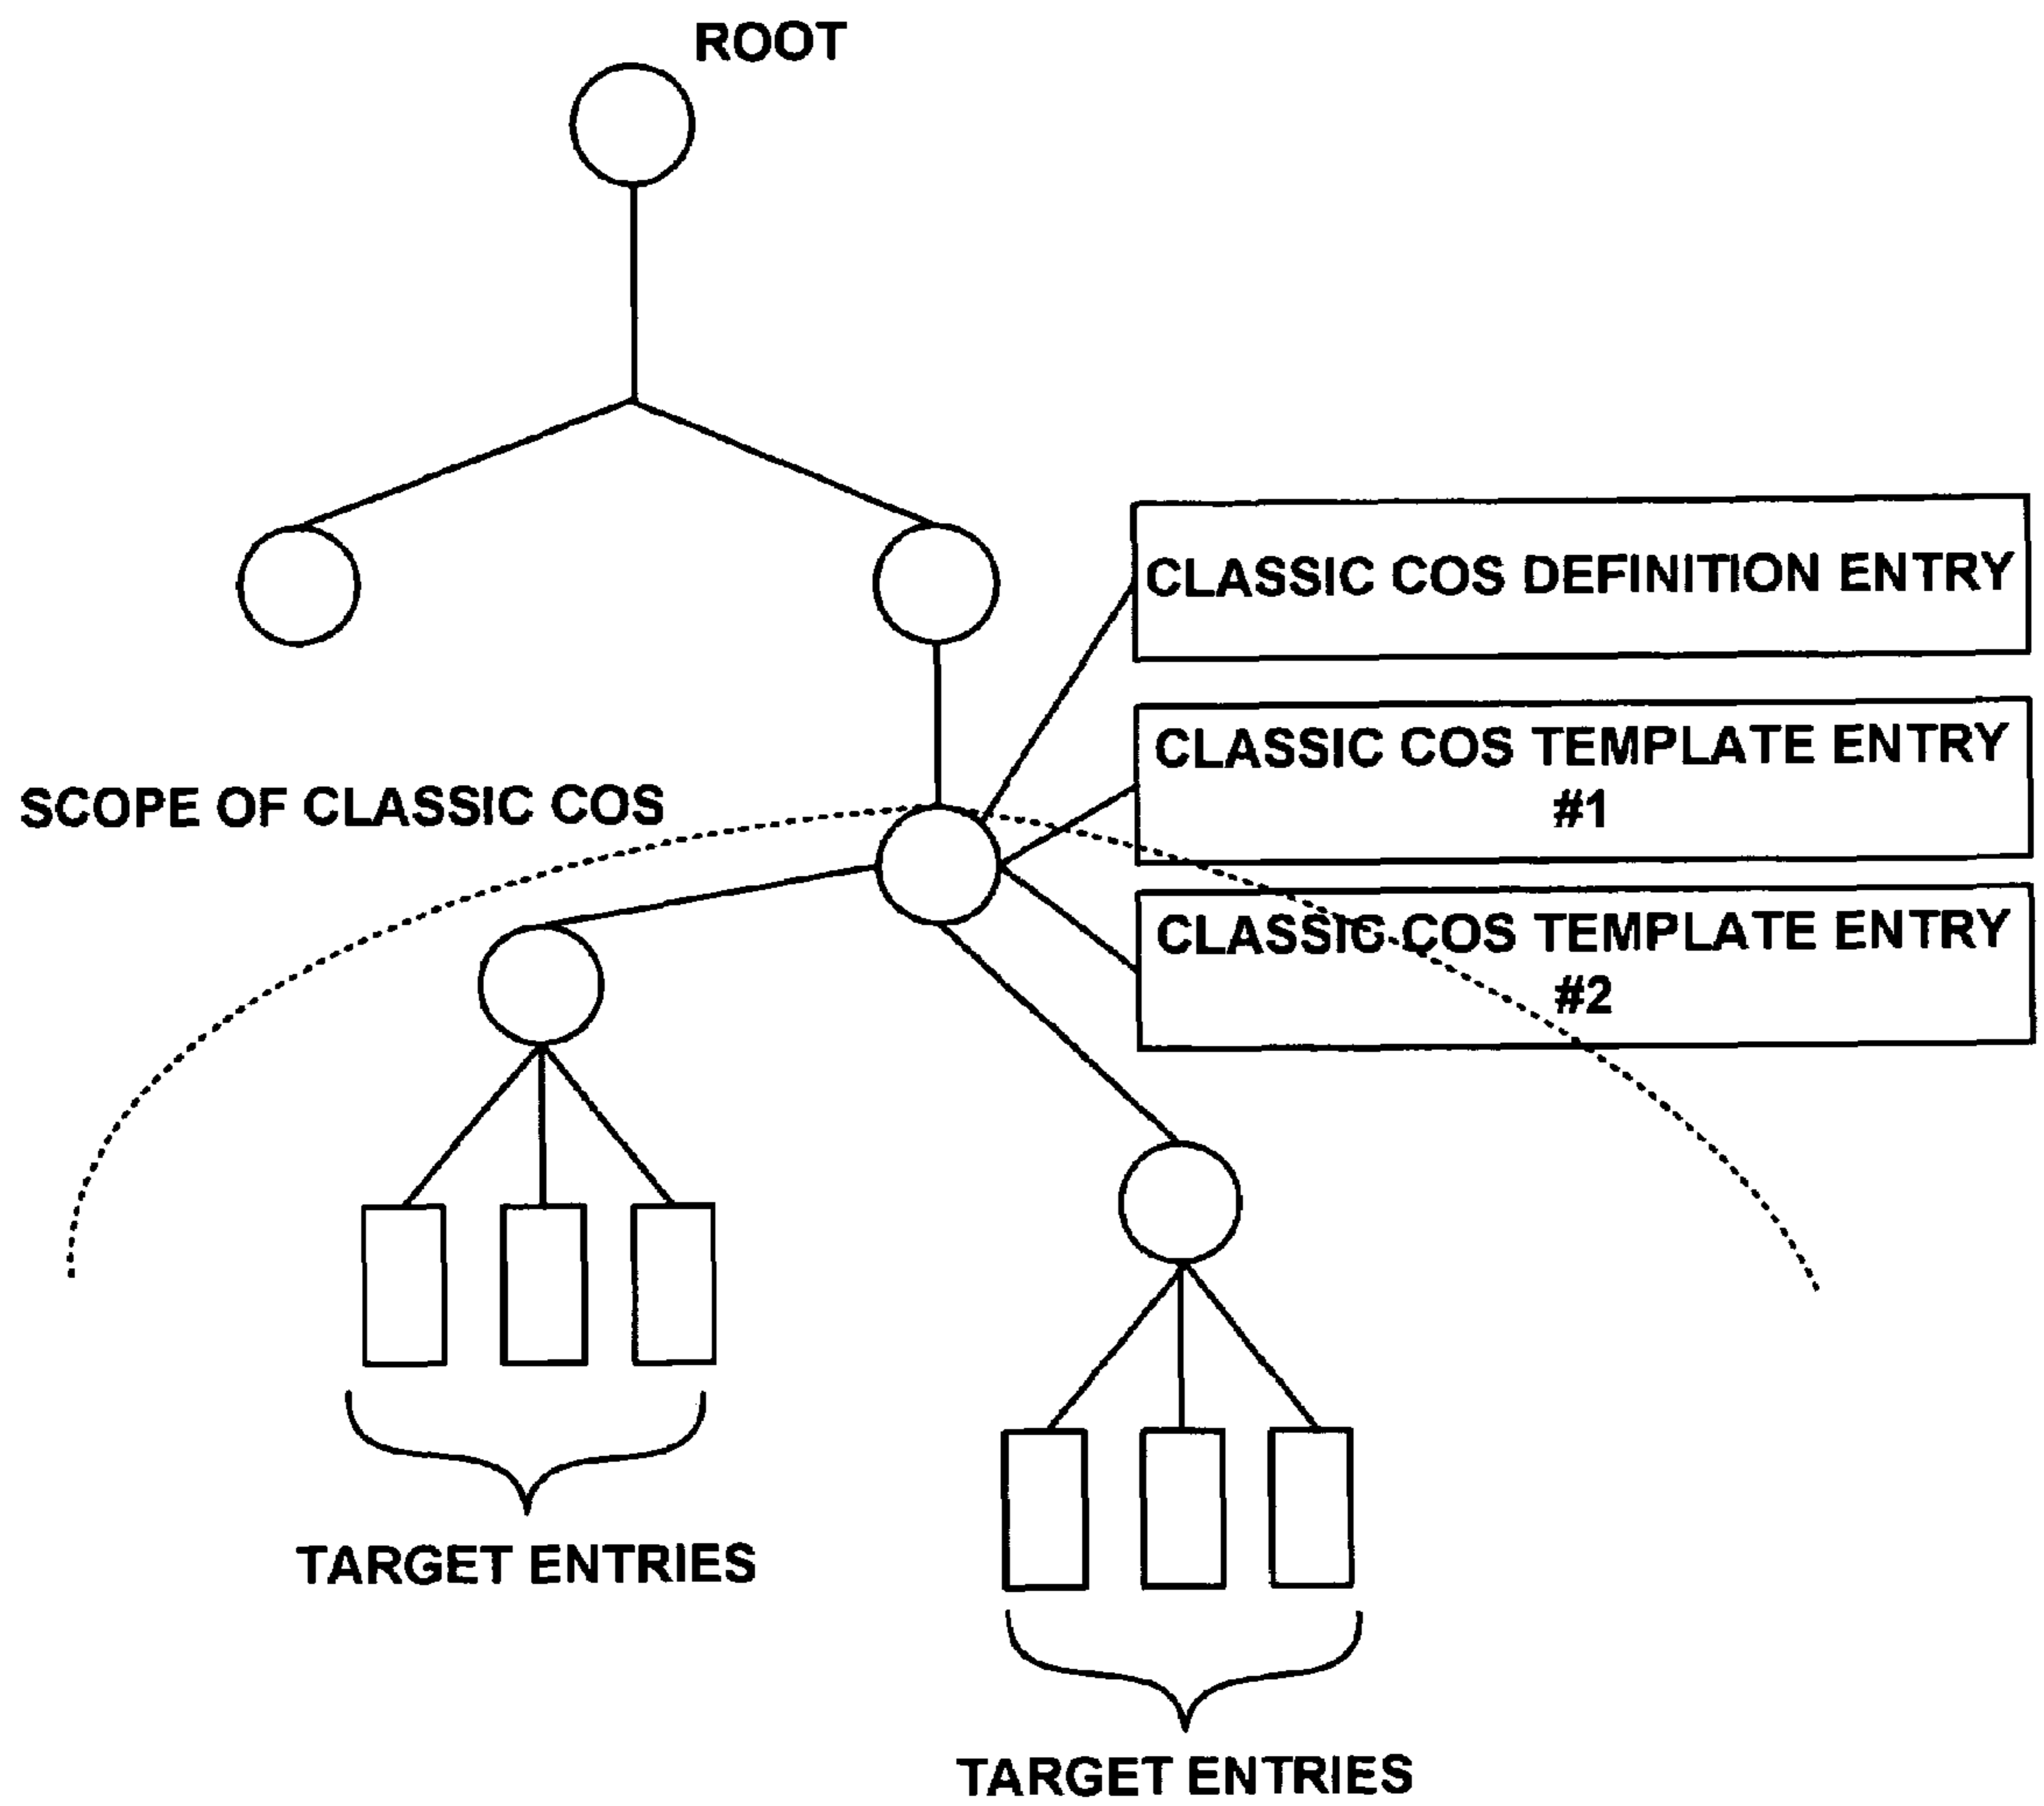 ROOT
CLASSIC COS DEFINITION ENTRY
CLASSIC COS TEMPLATE ENTRY
#1
SCOPE OF CLASSIC COS
CLASSIC COS TEMPLATE ENTRY
#2
TARGET ENTRIES
TARGET ENTRIES